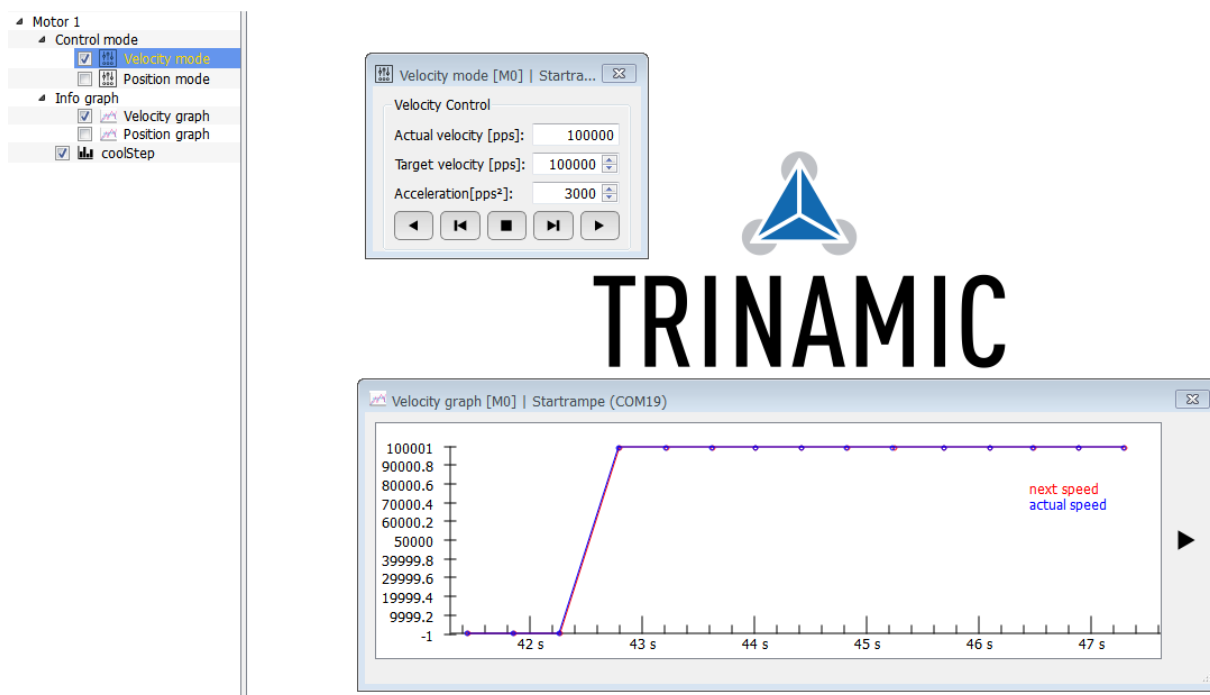 Motor 1
Control mode
Velocity mode
Position mode
Info graph
Velocity graph
Position graph
coolStep
Velocity mode [M0] | Startra...
Velocity Control
Actual velocity [pps]: 100000
Target velocity [pps]: 100000
Acceleration[pps²]: 3000
TRINAMIC
Velocity graph [M0] | Startrampe (COM19)
100001
90000.8
80000.6
70000.4
60000.2
50000
39999.8
29999.6
19999.4
9999.2
-1
next speed
actual speed
42 s 43 s 44 s 45 s 46 s 47 s